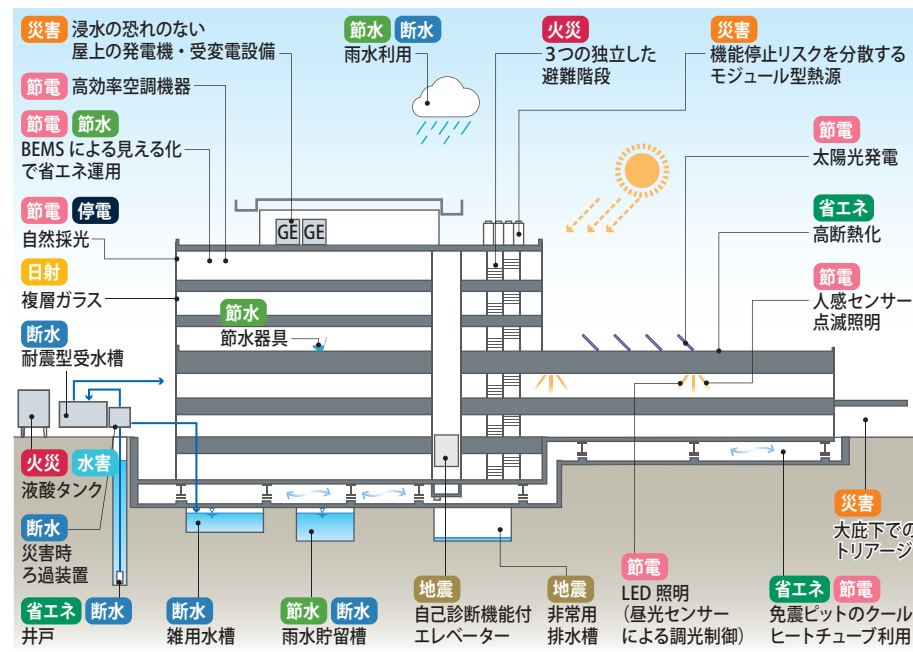 災害 浸水の恐れのない
屋上の発電機・受変電設備
節水 断水
雨水利用
火災
3つの独立した
避難階段
災害
機能停止リスクを分散する
モジュール型熱源
節電 高効率空調機器
節電 節水
BEMS による見える化
で省エネ運用
節電
太陽光発電
節電 停電
自然採光
GE GE
省エネ
高断熱化
日射
複層ガラス
節電
人感センサー
点滅照明
節水
節水器具
断水
耐震型受水槽
火災 水害
液酸タンク
断水
災害時
ろ過装置
省エネ 断水
井戸
断水
雑用水槽
節水 断水
雨水貯留槽
地震
自己診断機能付
エレベーター
地震
非常用
排水槽
節電
LED 照明
（昼光センサー
による調光制御）
災害
大庇下での
トリアージ
省エネ 節電
免震ピットのクール
ヒートチューブ利用